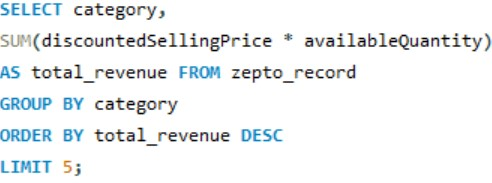 SELECT category,
SUM(discountedSellingPrice * availableQuantity)
AS total_revenue FROM zepto_record
GROUP BY category
ORDER BY total_revenue DESC
LIMIT 5;